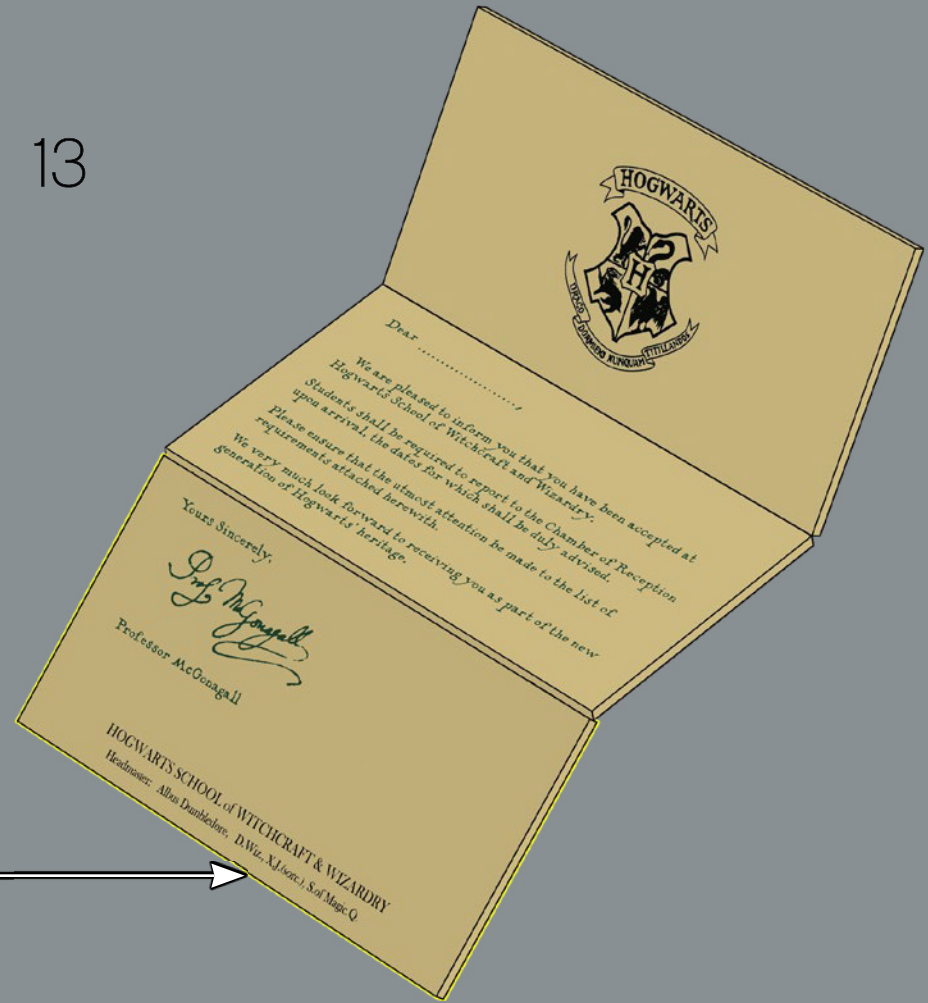 13
HOGWARTS
H
DRACO DORMIENS NUNQUAM TITILLANDUS
Dear ....................,
We are pleased to inform you that you have been accepted at
Hogwarts School of Witchcraft and Wizardry.
Students shall be required to report to the Chamber of Reception
upon arrival, the dates for which shall be duly advised.
Please ensure that the utmost attention be made to the list of
requirements attached herewith.
We very much look forward to receiving you as part of the new
generation of Hogwarts' heritage.
Yours Sincerely,
Prof McGonagall
Professor McGonagall
HOGWARTS SCHOOL of WITCHCRAFT & WIZARDRY
Headmaster: Albus Dumbledore, D.Wiz., X.J.(sorc.), S.of Magic.Q.